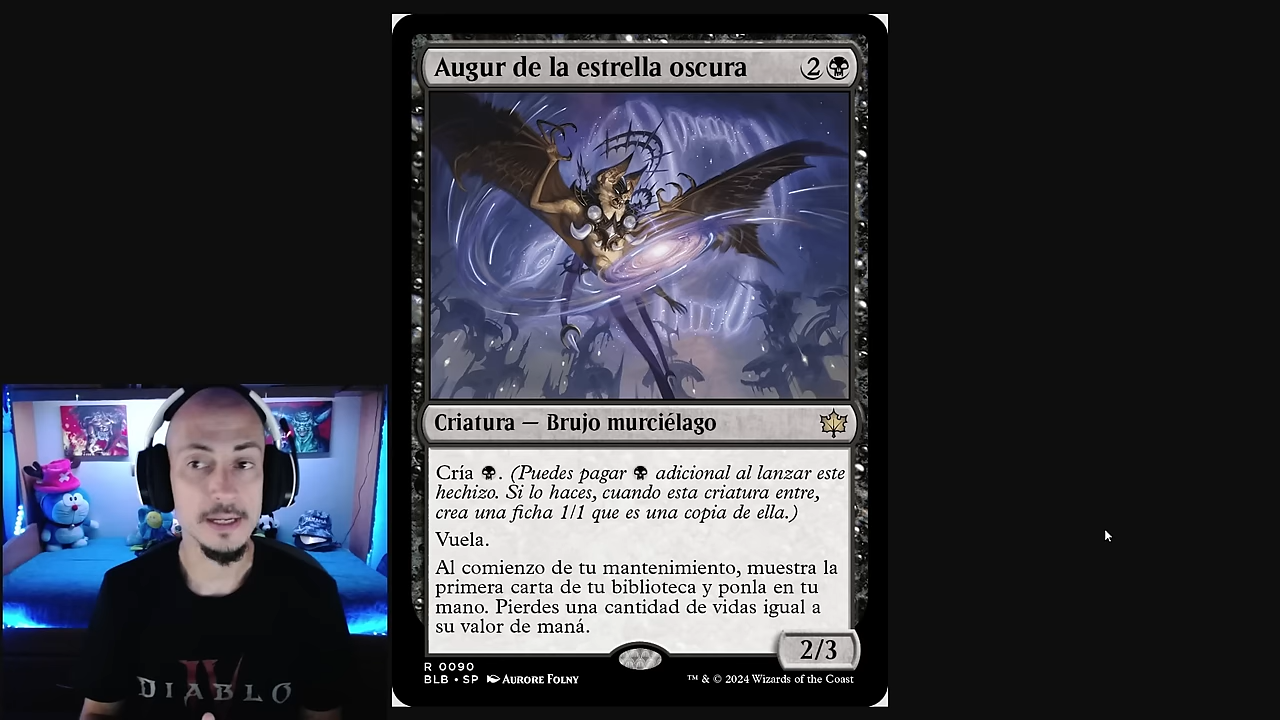 Augur de la estrella oscura 2
Criatura — Brujo murciélago
Cría . (Puedes pagar adicional al lanzar este
hechizo. Si lo haces, cuando esta criatura entre,
crea una ficha 1/1 que es una copia de ella.)
Vuela.
Al comienzo de tu mantenimiento, muestra la
primera carta de tu biblioteca y ponla en tu
mano. Pierdes una cantidad de vidas igual a
su valor de maná.
2/3
R 0090
BLB • SP AURORE FOLNY
™ & © 2024 Wizards of the Coast
IV
DIABLO